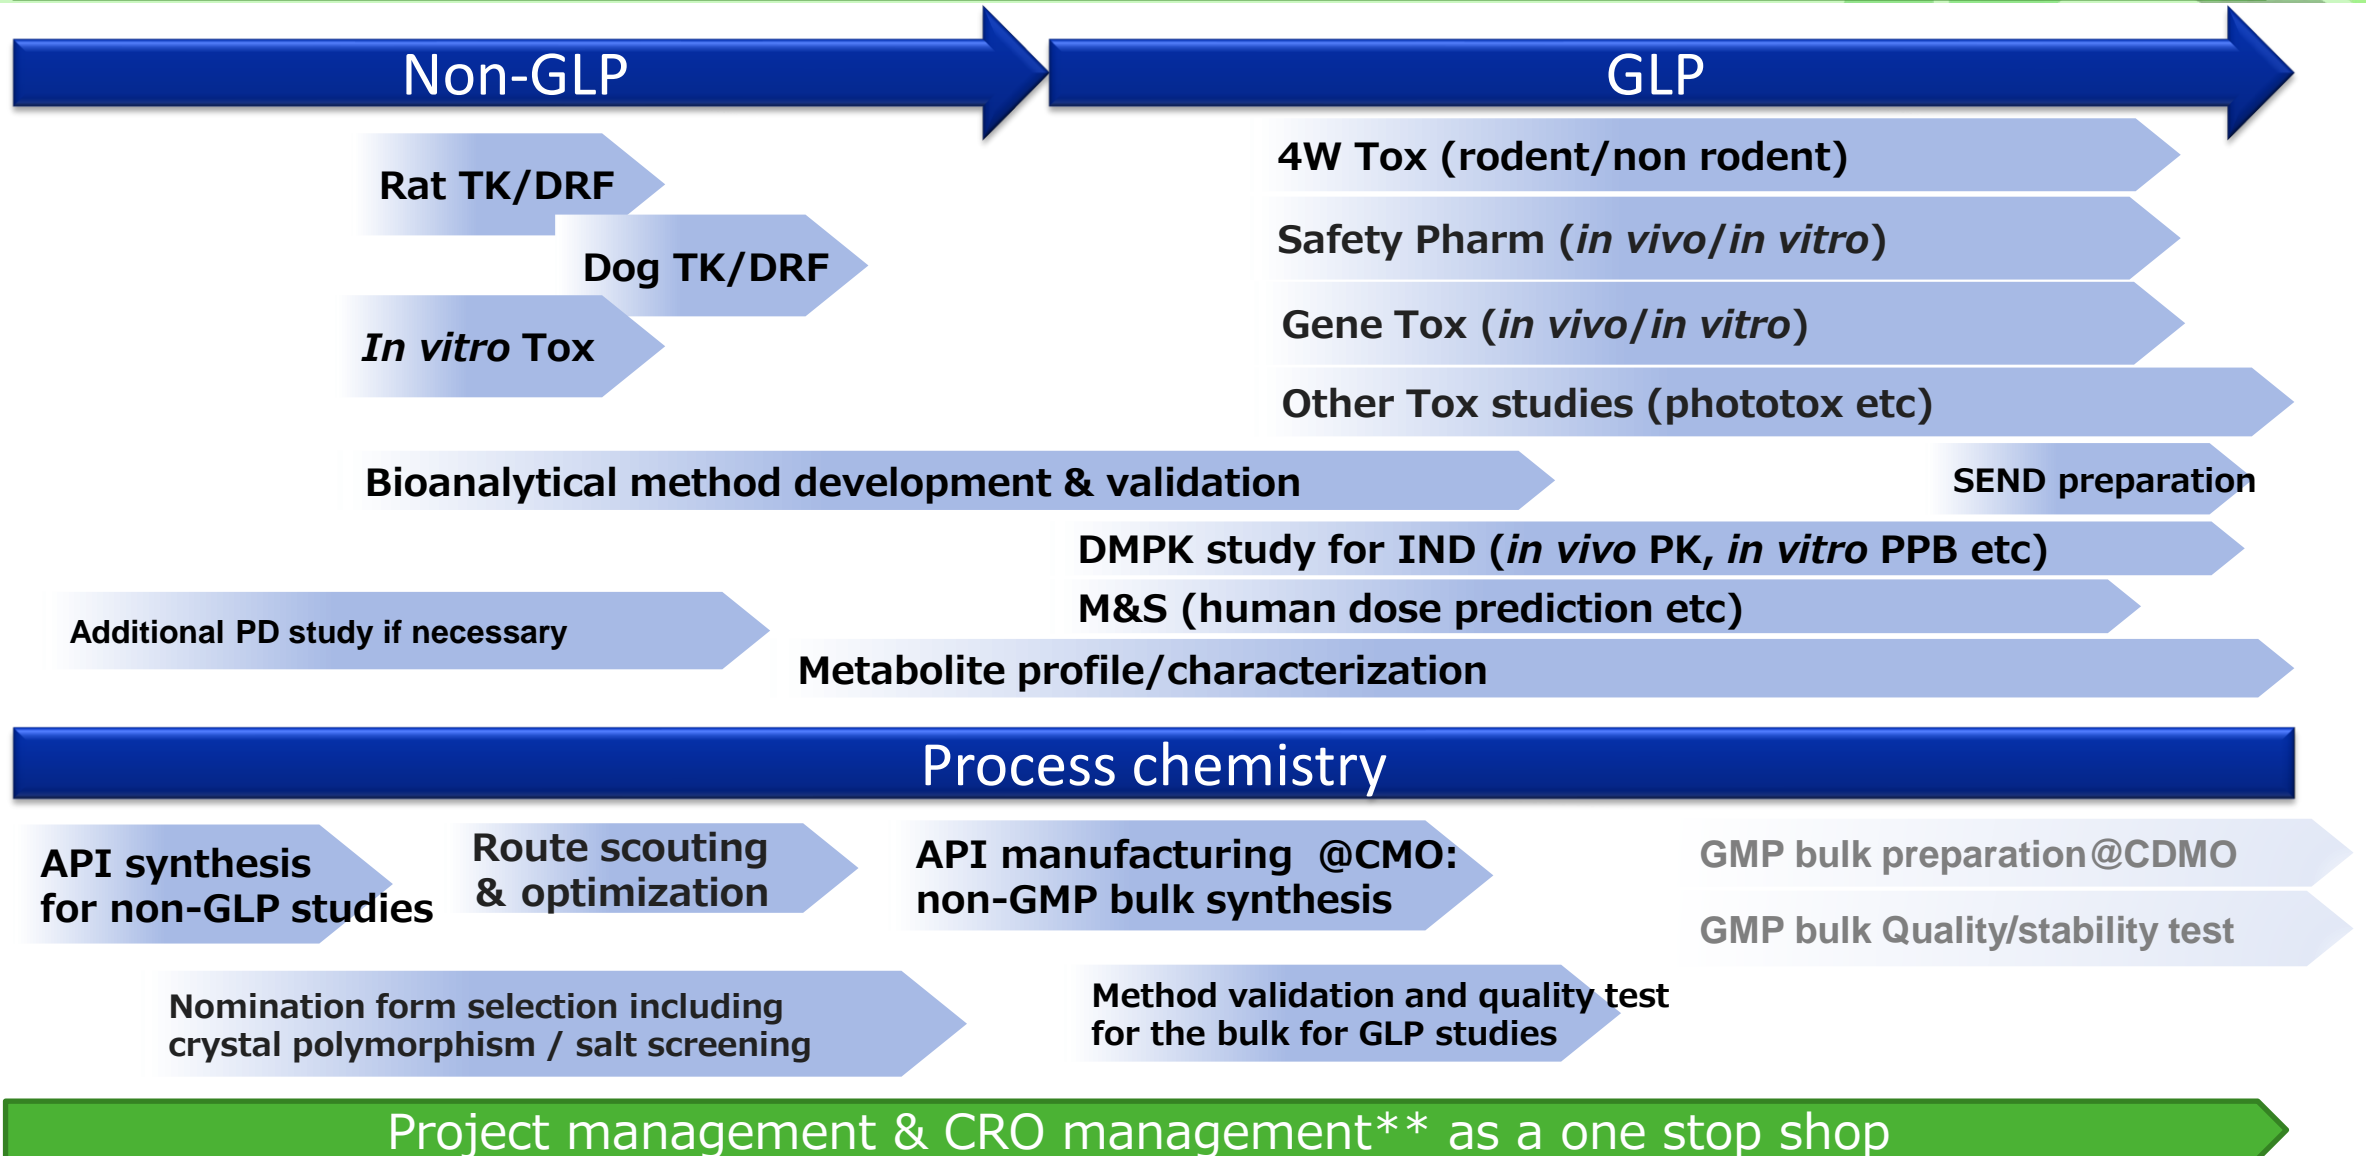 Non-GLP
GLP
Rat TK/DRF
Dog TK/DRF
In vitro Tox
4W Tox (rodent/non rodent)
Safety Pharm (in vivo/in vitro)
Gene Tox (in vivo/in vitro)
Other Tox studies (phototox etc)
Bioanalytical method development & validation
SEND preparation
DMPK study for IND (in vivo PK, in vitro PPB etc)
M&S (human dose prediction etc)
Additional PD study if necessary
Metabolite profile/characterization
Process chemistry
API synthesis
for non-GLP studies
Route scouting
& optimization
API manufacturing @CMO:
non-GMP bulk synthesis
GMP bulk preparation@CDMO
GMP bulk Quality/stability test
Nomination form selection including
crystal polymorphism / salt screening
Method validation and quality test
for the bulk for GLP studies
Project management & CRO management** as a one stop shop